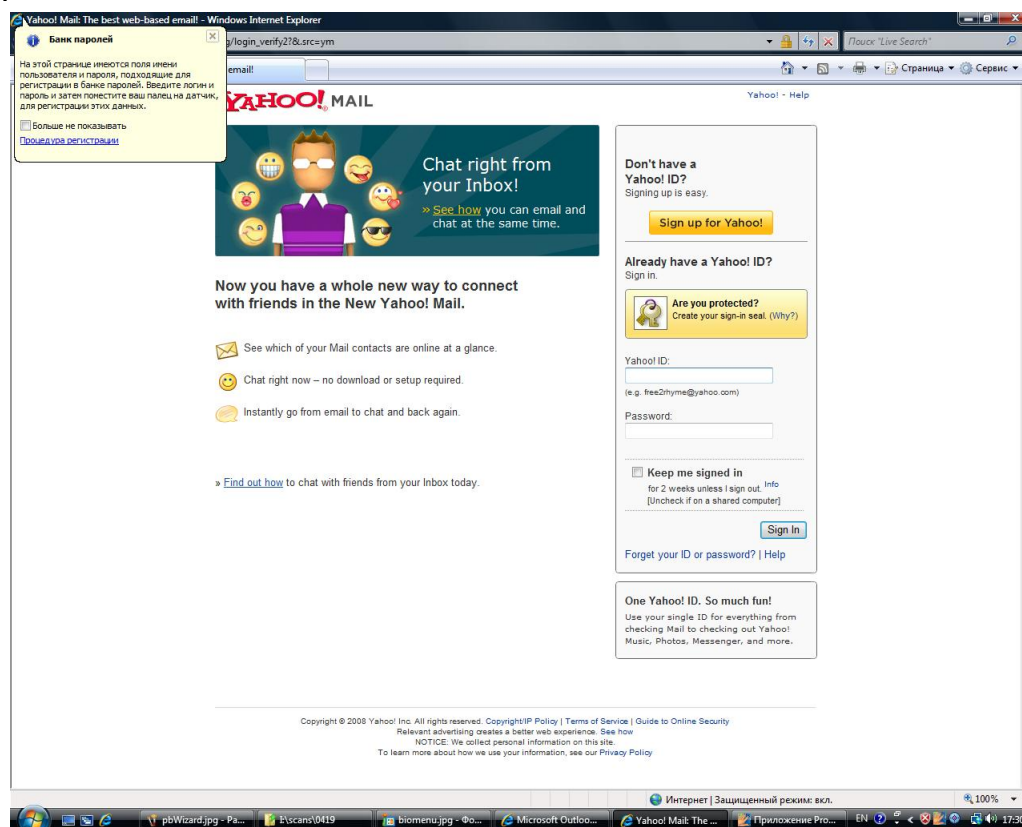 Yahoo! Mail: The best web-based email! - Windows Internet Explorer
g/login_verify2?&.src=ym
Поиск "Live Search"
email!
Страница
Сервис
Банк паролей
На этой странице имеются поля имени
пользователя и пароля, подходящие для
регистрации в банке паролей. Введите логин и
пароль и затем понестите ваш палец на датчик,
для регистрации этих данных.
Больше не показывать
Процедура регистрации
YAHOO! MAIL
Yahoo! - Help
Chat right from
your Inbox!
» See how you can email and
chat at the same time.
Now you have a whole new way to connect
with friends in the New Yahoo! Mail.
See which of your Mail contacts are online at a glance.
Chat right now – no download or setup required.
Instantly go from email to chat and back again.
» Find out how to chat with friends from your Inbox today.
Don't have a
Yahoo! ID?
Signing up is easy.
Sign up for Yahoo!
Already have a Yahoo! ID?
Sign in.
Are you protected?
Create your sign-in seal. (Why?)
Yahoo! ID:
(e.g. free2rhyme@yahoo.com)
Password:
Keep me signed in
for 2 weeks unless I sign out. Info
[Uncheck if on a shared computer]
Sign In
Forget your ID or password? | Help
One Yahoo! ID. So much fun!
Use your single ID for everything from
checking Mail to checking out Yahoo!
Music, Photos, Messenger, and more.
Copyright © 2008 Yahoo! Inc. All rights reserved. Copyright/IP Policy | Terms of Service | Guide to Online Security
Relevant advertising creates a better web experience. See how
NOTICE: We collect personal information on this site.
To learn more about how we use your information, see our Privacy Policy
Интернет | Защищенный режим: вкл.
100%
pbWizard.jpg - Pa...
I:\scans\0419
biomenu.jpg - Фо...
Microsoft Outloo...
Yahoo! Mail: The ...
Приложение Pro...
EN
17:30